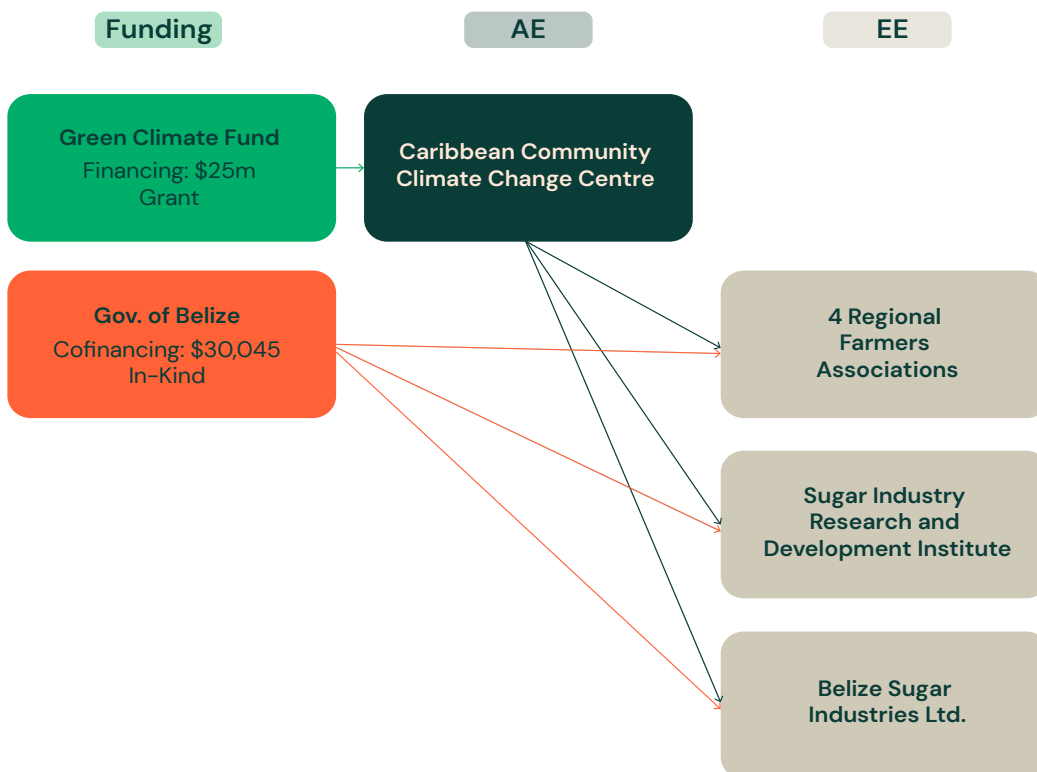 Funding
AE
EE
Green Climate Fund
Financing: $25m
Grant
Caribbean Community
Climate Change Centre
Gov. of Belize
Cofinancing: $30,045
In-Kind
4 Regional
Farmers
Associations
Sugar Industry
Research and
Development Institute
Belize Sugar
Industries Ltd.